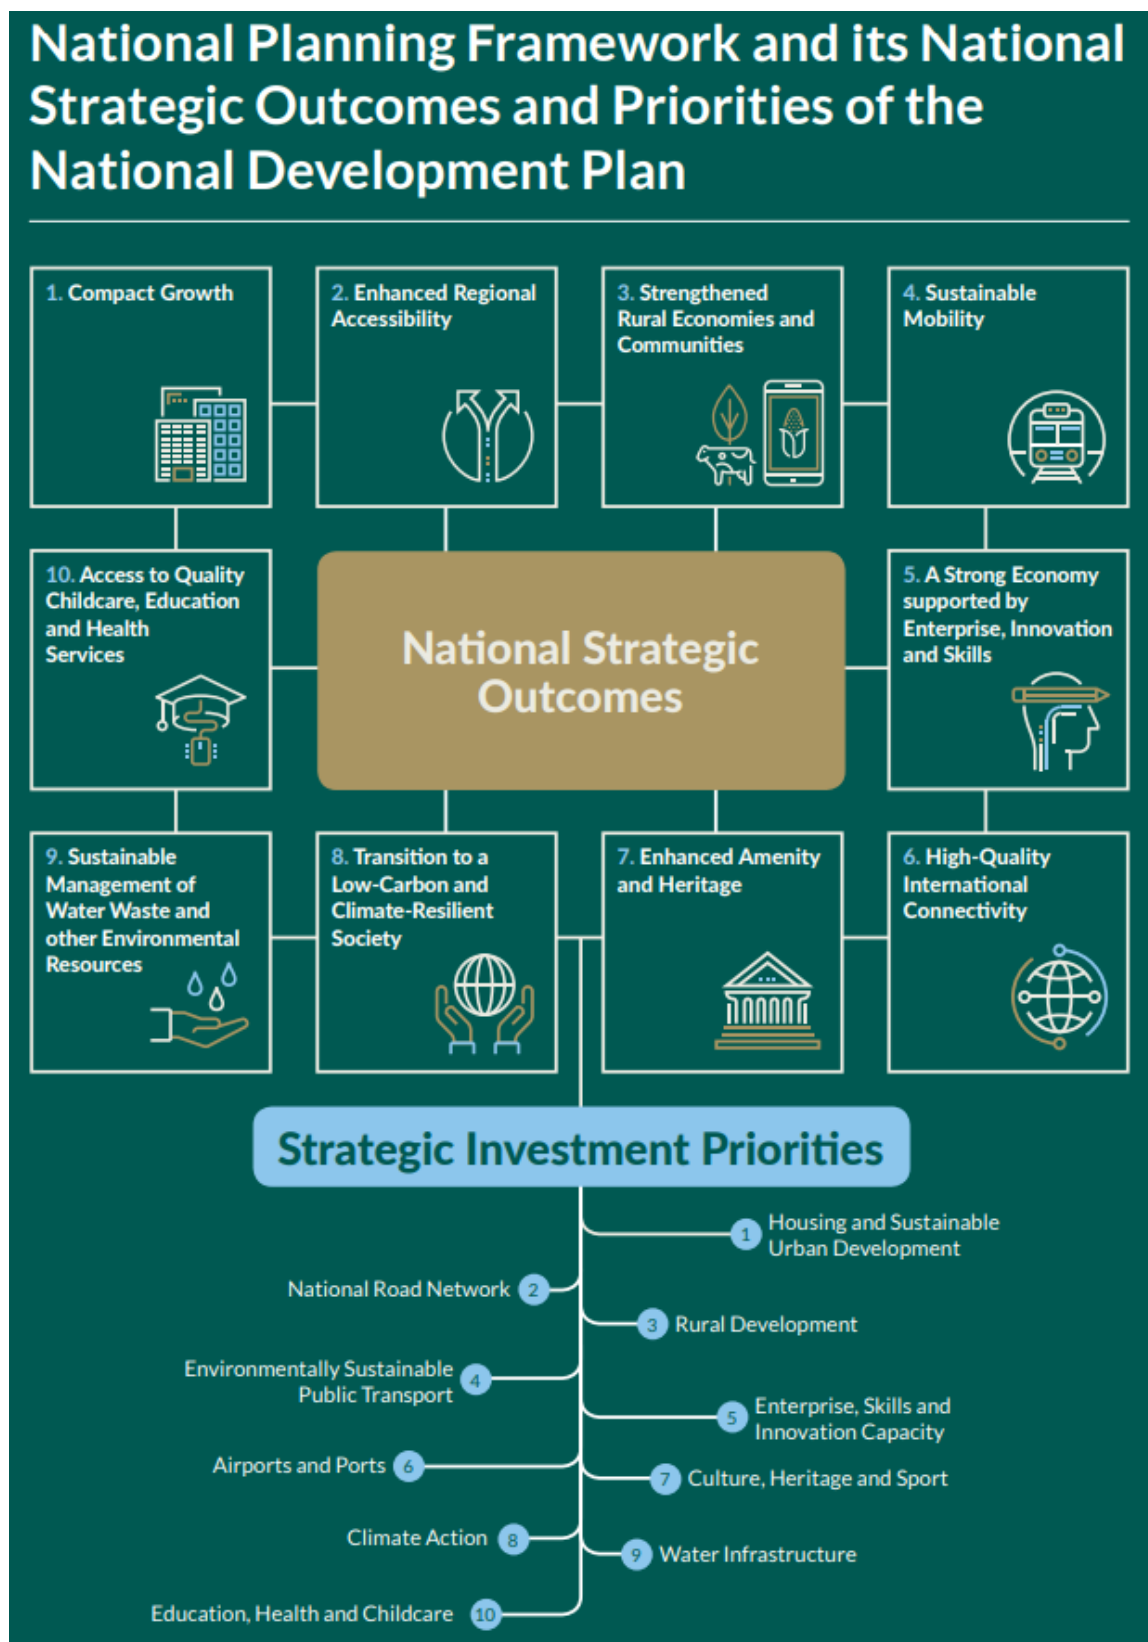 National Planning Framework and its National
Strategic Outcomes and Priorities of the
National Development Plan
1. Compact Growth
2. Enhanced Regional
Accessibility
3. Strengthened
Rural Economies and
Communities
4. Sustainable
Mobility
10. Access to Quality
Childcare, Education
and Health
Services
National Strategic
Outcomes
5. A Strong Economy
supported by
Enterprise, Innovation
and Skills
9. Sustainable
Management of
Water Waste and
other Environmental
Resources
8. Transition to a
Low-Carbon and
Climate-Resilient
Society
7. Enhanced Amenity
and Heritage
6. High-Quality
International
Connectivity
Strategic Investment Priorities
1 Housing and Sustainable
Urban Development
National Road Network 2
3 Rural Development
Environmentally Sustainable
Public Transport 4
5 Enterprise, Skills and
Innovation Capacity
Airports and Ports 6
7 Culture, Heritage and Sport
Climate Action 8
9 Water Infrastructure
Education, Health and Childcare 10